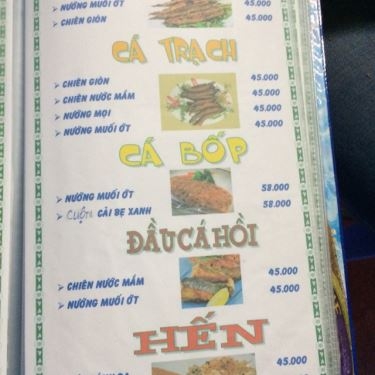 NƯỚNG MUỐI ỚT 45.000
CHIÊN GIÒN 45.000
CÁ TRẠCH
CHIÊN GIÒN 45.000
CHIÊN NƯỚC MẮM 45.000
NƯỚNG MỌI 45.000
NƯỚNG MUỐI ỚT 45.000
CÁ BỐP
NƯỚNG MUỐI ỚT 58.000
Cuộn CẢI BẸ XANH 58.000
ĐẦU CÁ HỒI
CHIÊN NƯỚC MẮM 45.000
NƯỚNG MUỐI ỚT 45.000
HẾN
45.000